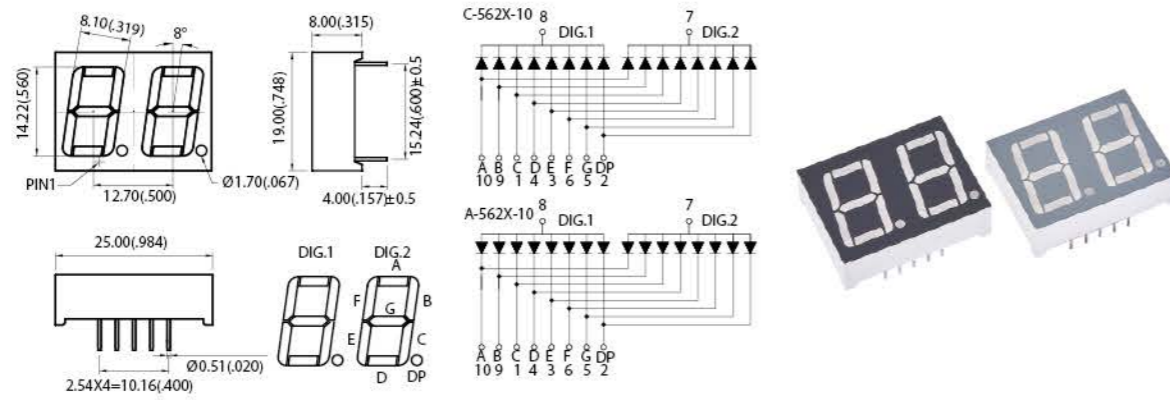 8.10(.319)
8°
14.22(.560)
PIN1
12.70(.500)
Ø1.70(.067)
8.00(.315)
19.00(.748)
15.24(.600)±0.5
4.00(.157)±0.5
25.00(.984)
Ø0.51(.020)
2.54X4=10.16(.400)
DIG.1
DIG.2
A
F
B
G
E
C
D
DP
C-562X-10
8
DIG.1
7
DIG.2
A B C D E F G DP
10 9 1 4 3 6 5 2
A-562X-10
8
DIG.1
7
DIG.2
A B C D E F G DP
10 9 1 4 3 6 5 2